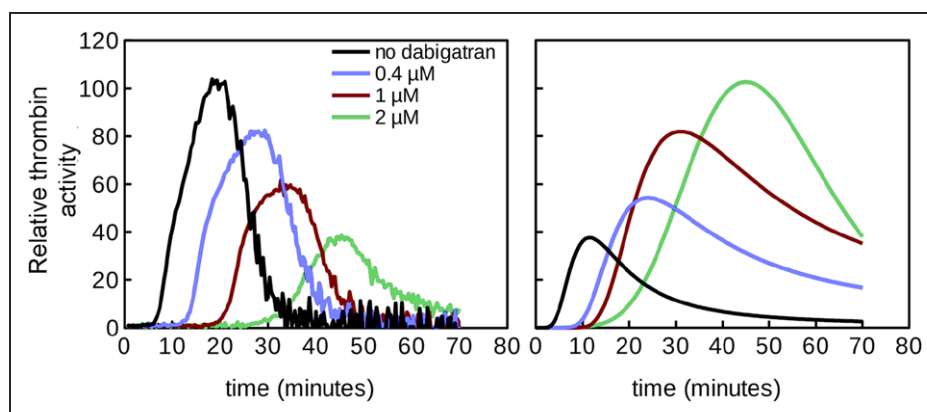 Relative thrombin
activity
120
100
80
60
40
20
0
no dabigatran
0.4 µM
1 µM
2 µM
0 10 20 30 40 50 60 70 80
time (minutes)
0 10 20 30 40 50 60 70 80
time (minutes)